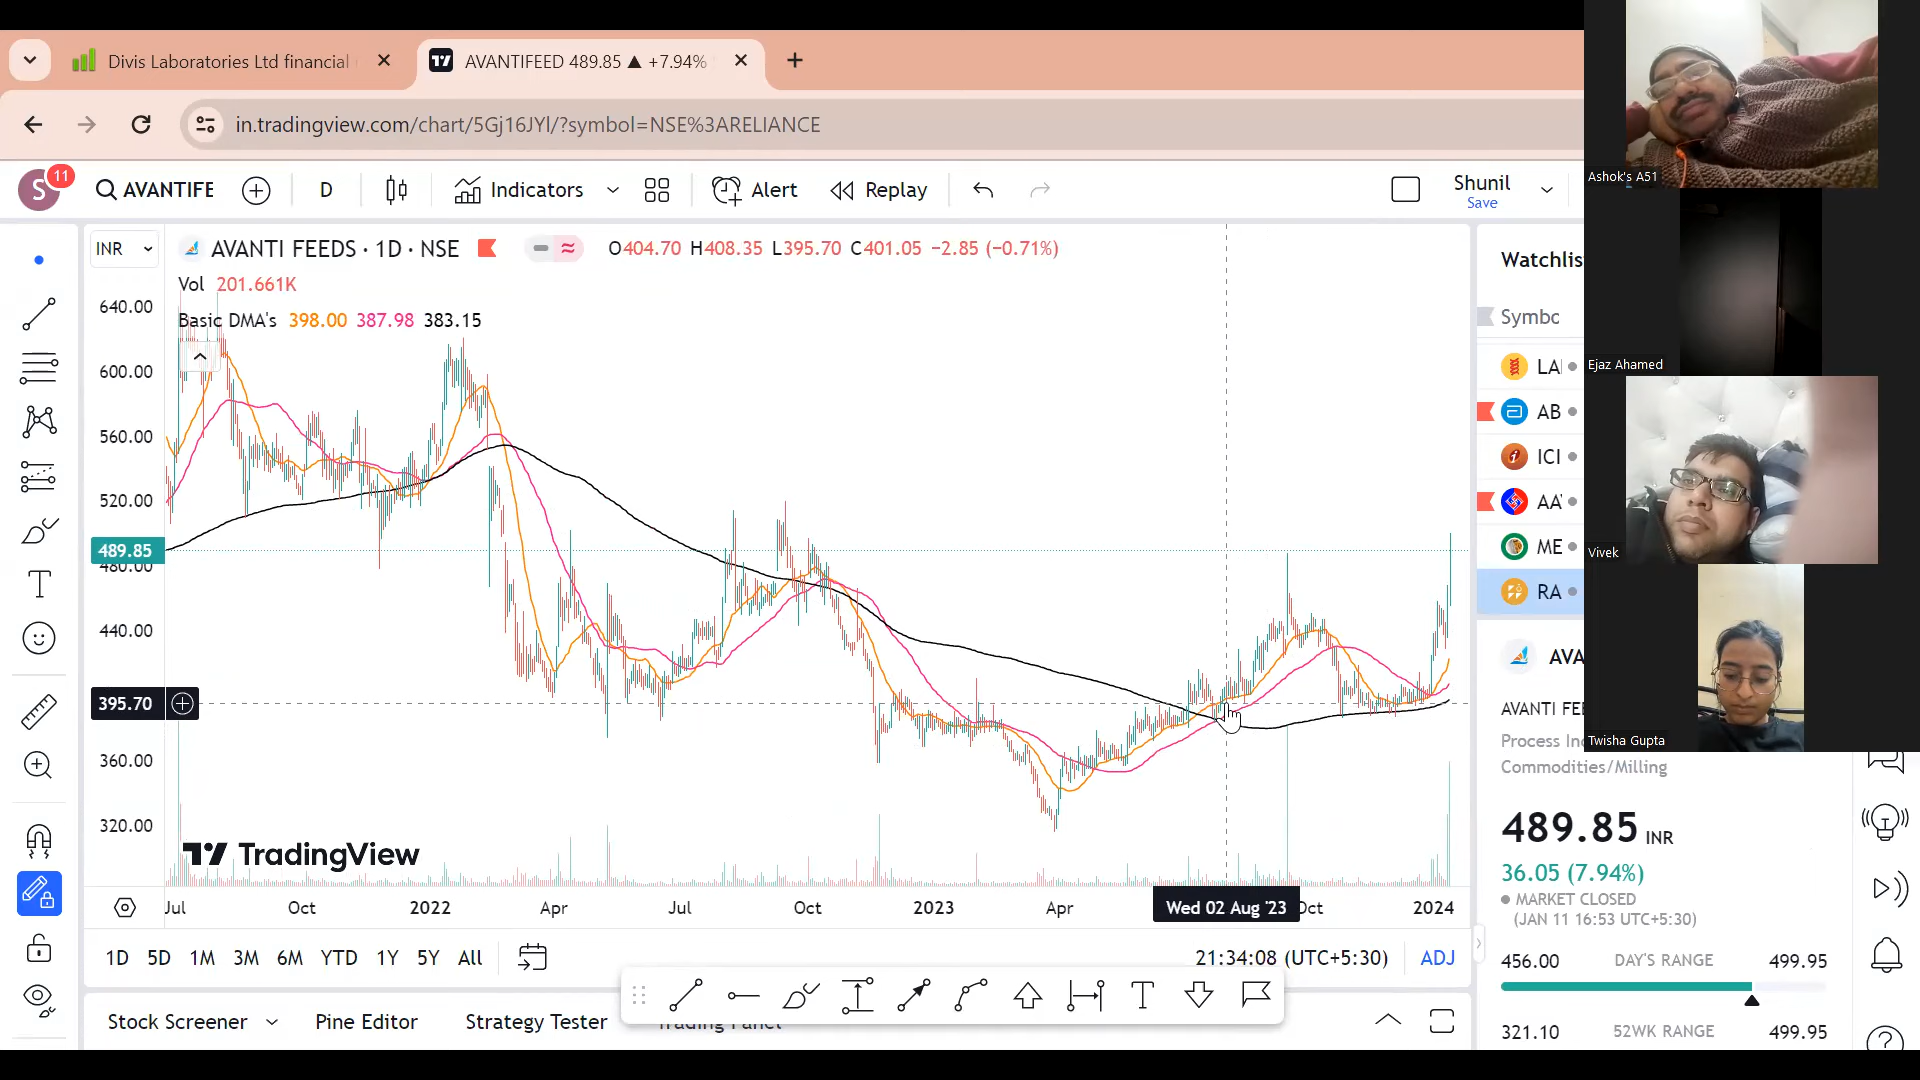 Divis Laboratories Ltd financial
AVANTIFEED 489.85 ▲ +7.94%
in.tradingview.com/chart/5Gj16JYl/?symbol=NSE%3ARELIANCE
S 11
AVANTIFE
D
Indicators
Alert
Replay
Shunil
Save
INR
AVANTI FEEDS · 1D · NSE
O404.70 H408.35 L395.70 C401.05 −2.85 (−0.71%)
Vol 201.661K
Basic DMA's 398.00 387.98 383.15
640.00
600.00
560.00
520.00
489.85
480.00
440.00
395.70
360.00
320.00
TradingView
Jul Oct 2022 Apr Jul Oct 2023 Apr Wed 02 Aug '23 Oct 2024
1D 5D 1M 3M 6M YTD 1Y 5Y All
21:34:08 (UTC+5:30) ADJ
Stock Screener
Pine Editor
Strategy Tester
Trading Panel
Watchlis
Symbc
LA
AB
ICI
AA
ME
RA
AVA
AVANTI FEE
Process In
Commodities/Milling
489.85 INR
36.05 (7.94%)
MARKET CLOSED
(JAN 11 16:53 UTC+5:30)
456.00 DAY'S RANGE 499.95
321.10 52WK RANGE 499.95
Ashok's A51
Ejaz Ahamed
Vivek
Twisha Gupta